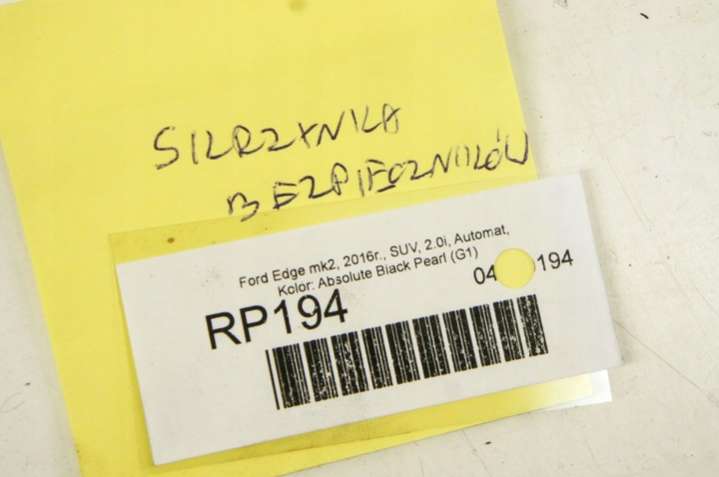 SKRZYNKA
BEZPIECZNIKÓW
Ford Edge mk2, 2016r., SUV, 2.0i, Automat,
Kolor: Absolute Black Pearl (G1)
RP194
04 194